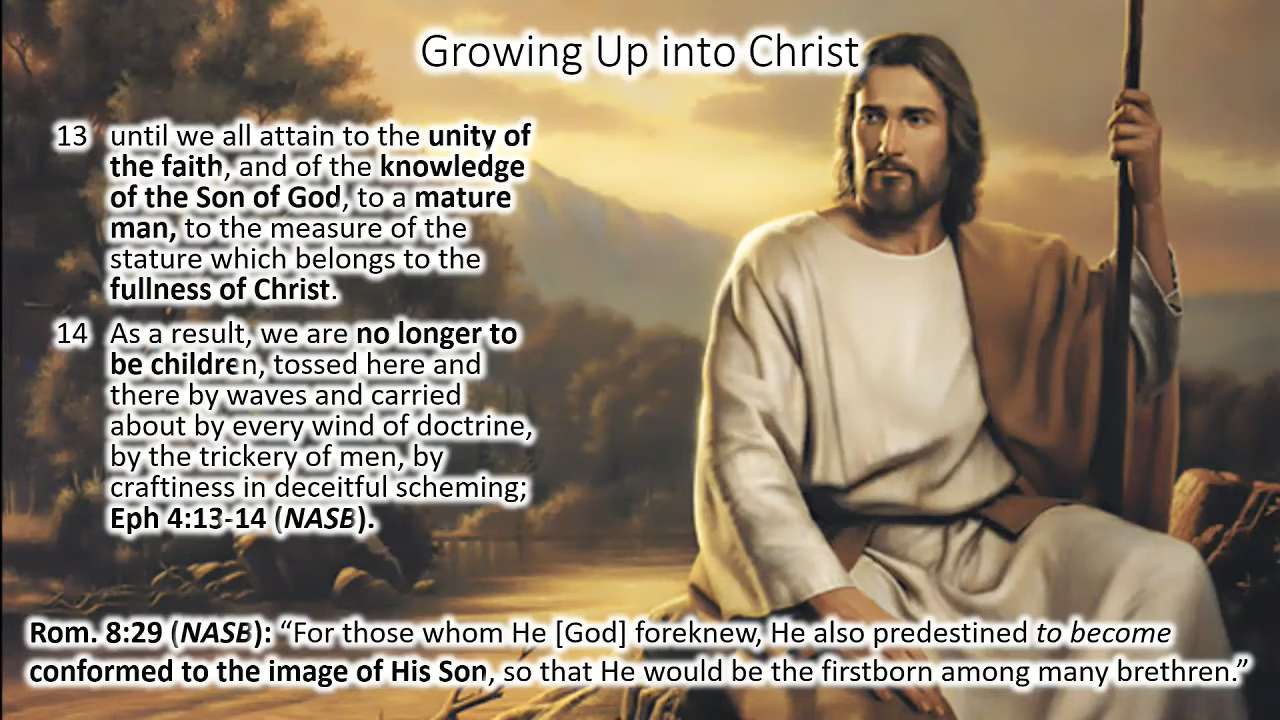 Growing Up into Christ
13 until we all attain to the unity of
the faith, and of the knowledge
of the Son of God, to a mature
man, to the measure of the
stature which belongs to the
fullness of Christ.
14 As a result, we are no longer to
be children, tossed here and
there by waves and carried
about by every wind of doctrine,
by the trickery of men, by
craftiness in deceitful scheming;
Eph 4:13-14 (NASB).
Rom. 8:29 (NASB): “For those whom He [God] foreknew, He also predestined to become
conformed to the image of His Son, so that He would be the firstborn among many brethren.”